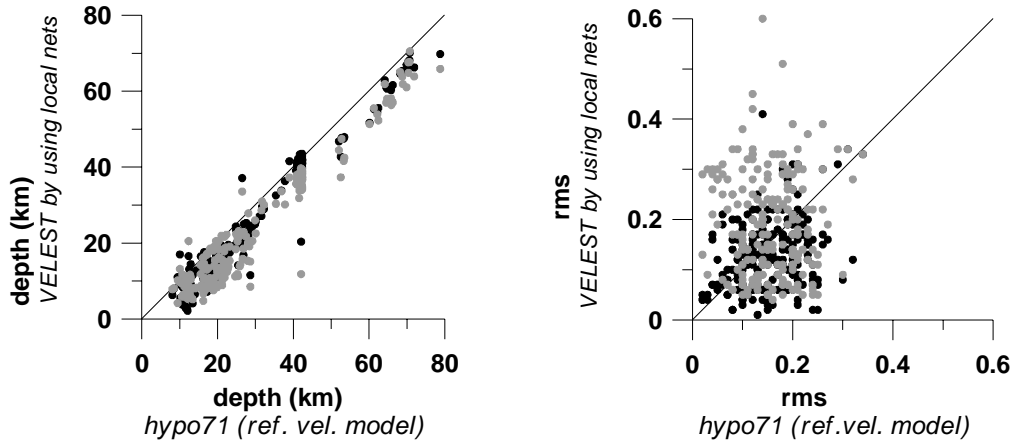 80
60
40
20
0
depth (km)
VELEST by using local nets
0 20 40 60 80
depth (km)
hypo71 (ref. vel. model)
0.6
0.4
0.2
0
rms
VELEST by using local nets
0 0.2 0.4 0.6
rms
hypo71 (ref.vel. model)